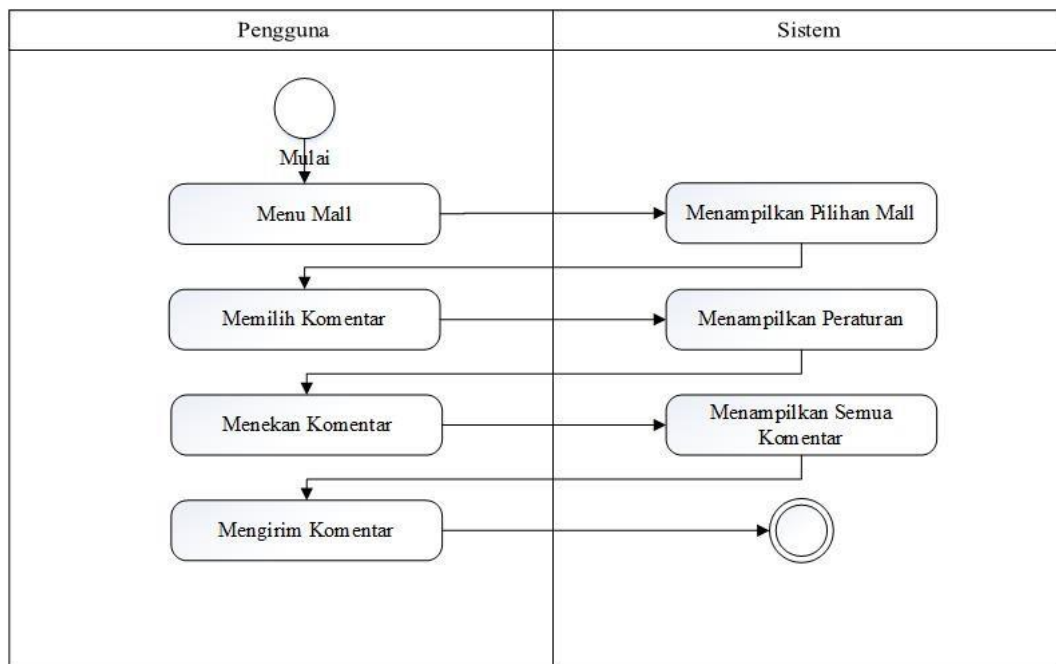 Pengguna
Sistem
Mulai
Menu Mall
Menampilkan Pilihan Mall
Memilih Komentar
Menampilkan Peraturan
Menekan Komentar
Menampilkan Semua
Komentar
Mengirim Komentar